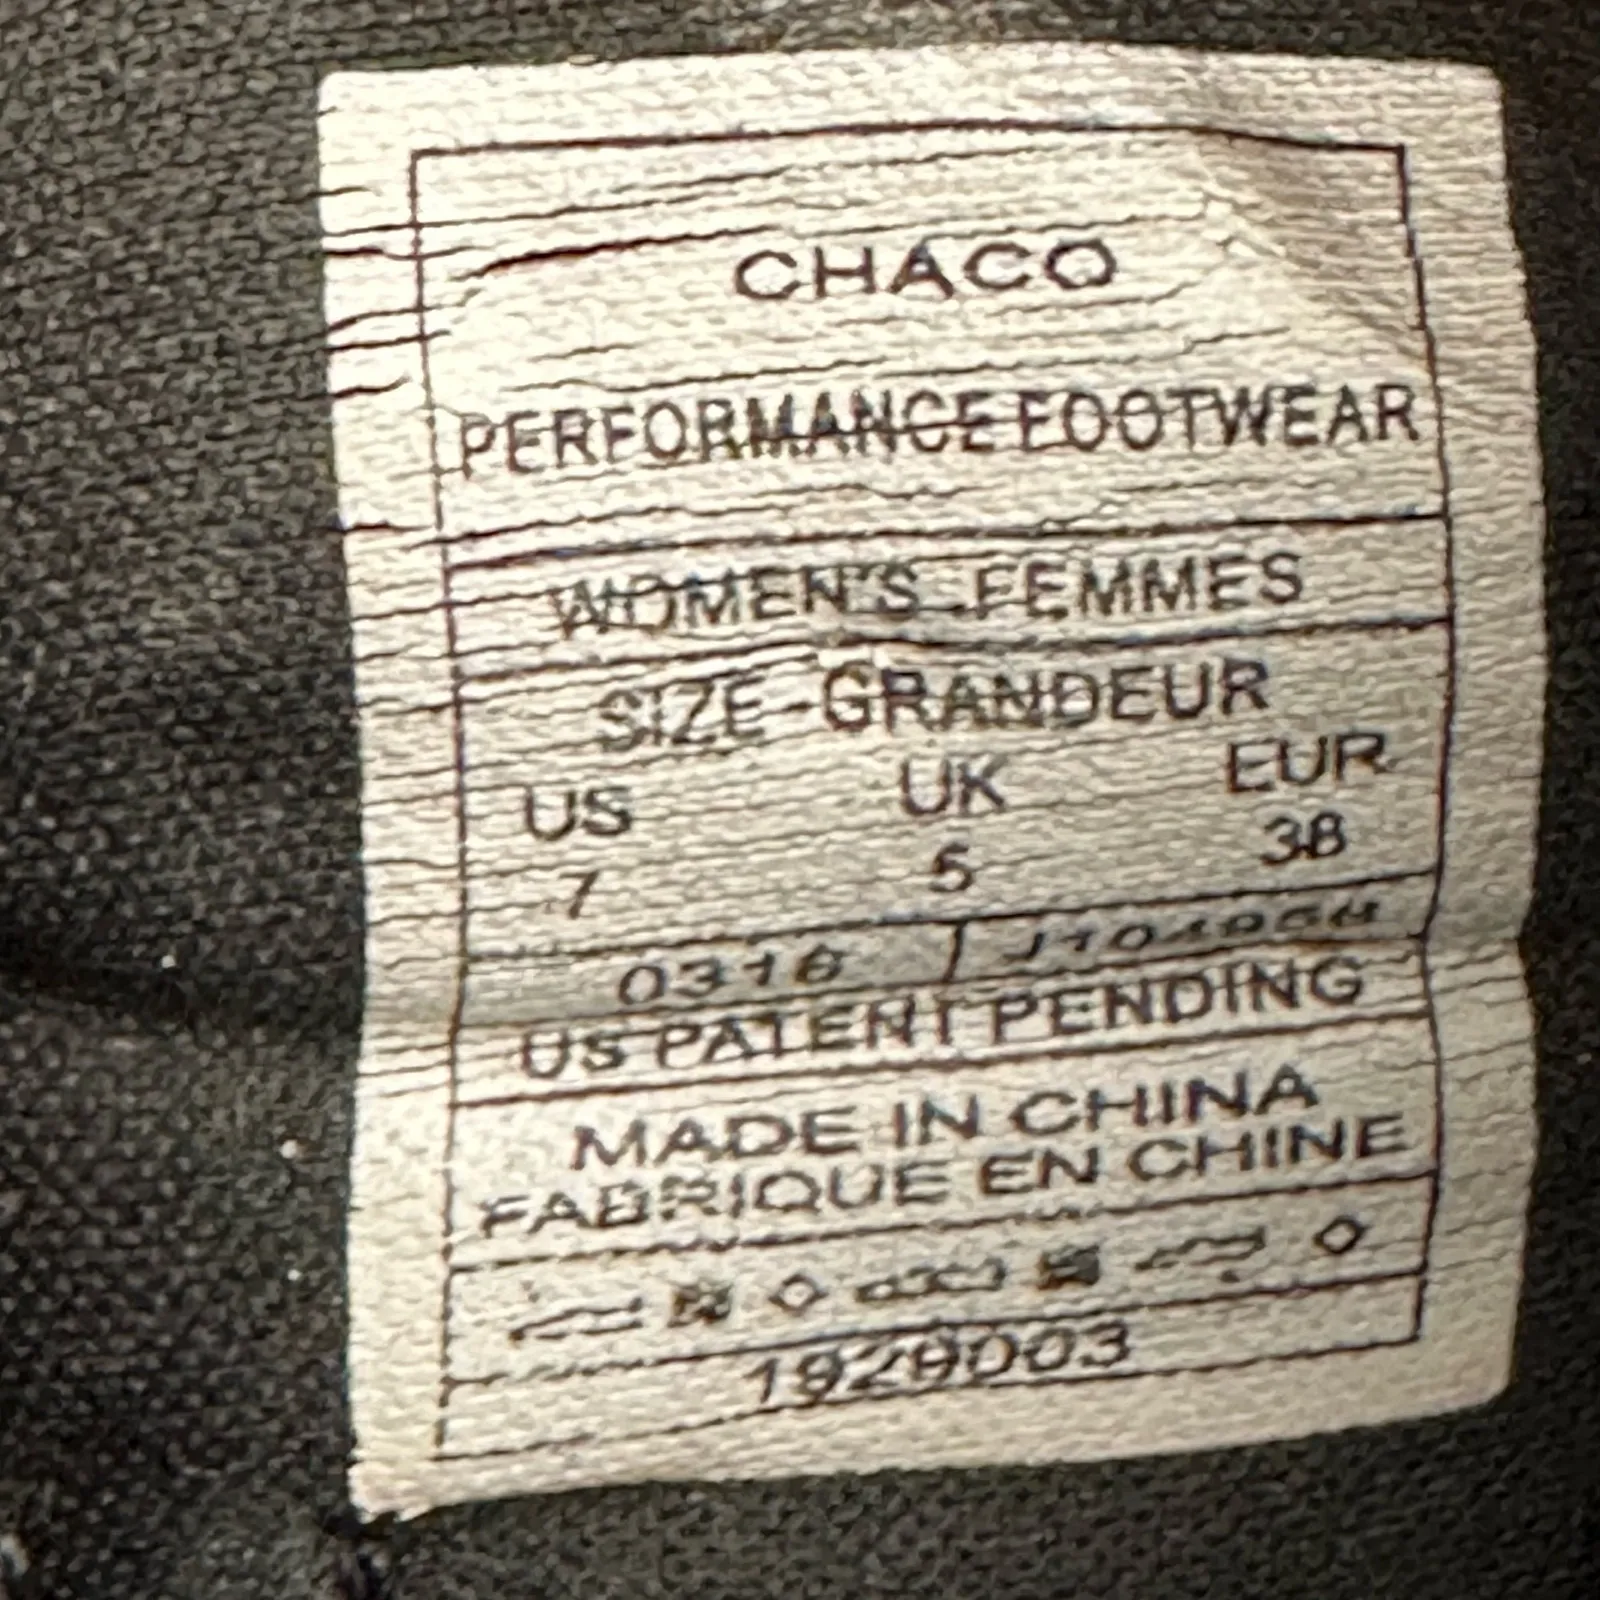 CHACO
PERFORMANCE FOOTWEAR
WOMEN'S FEMMES
SIZE-GRANDEUR
US UK EUR
7 5 38
0316
US PATENT PENDING
MADE IN CHINA
FABRIQUE EN CHINE